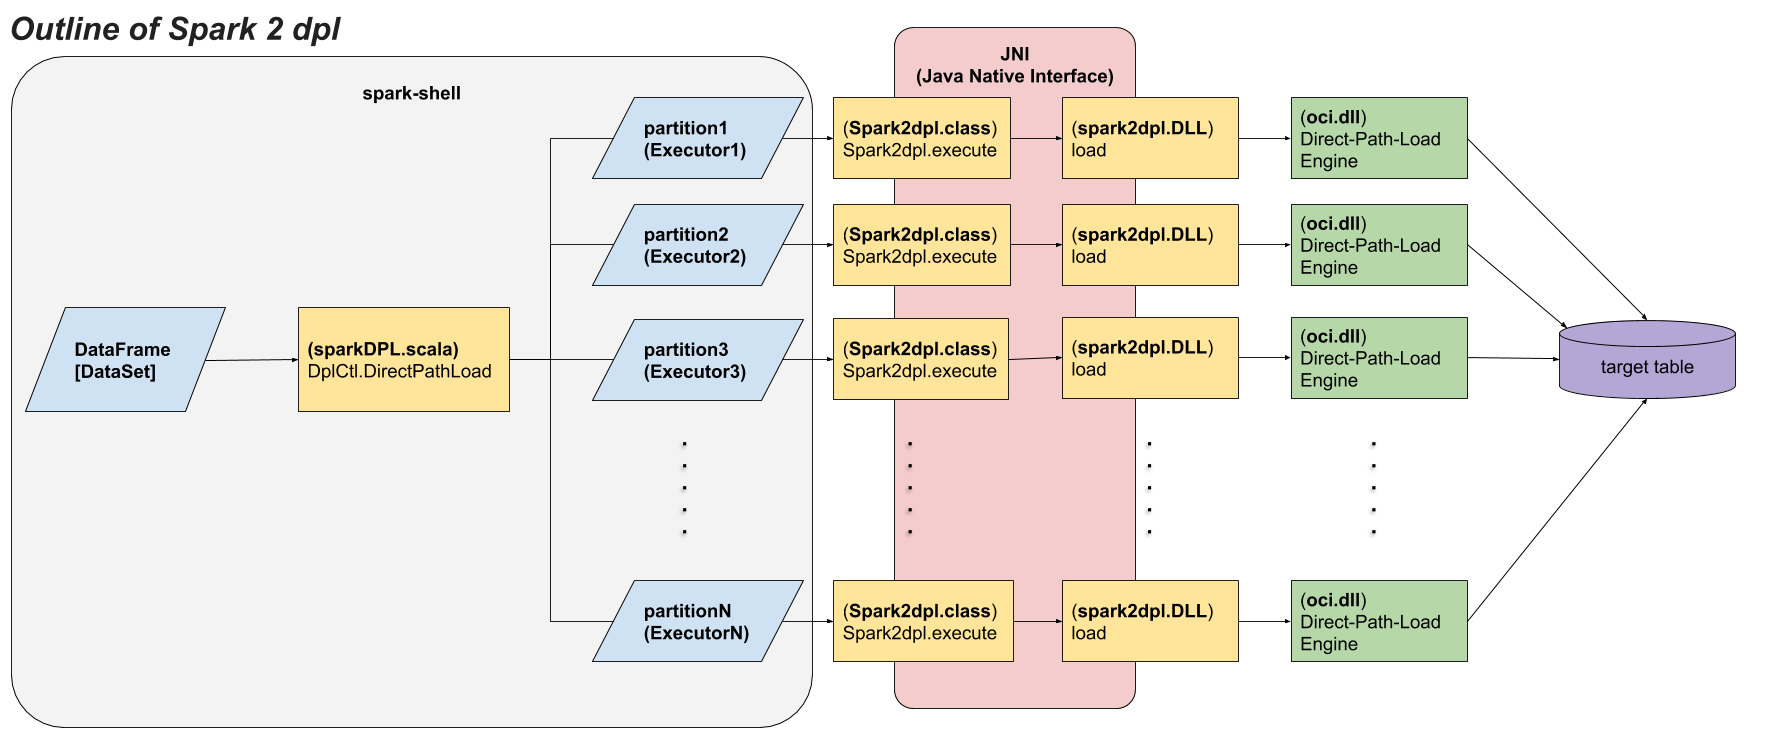 Outline of Spark 2 dpl
spark-shell
JNI
(Java Native Interface)
partition1
(Executor1)
(Spark2dpl.class)
Spark2dpl.execute
(spark2dpl.DLL)
load
(oci.dll)
Direct-Path-Load
Engine
partition2
(Executor2)
(Spark2dpl.class)
Spark2dpl.execute
(spark2dpl.DLL)
load
(oci.dll)
Direct-Path-Load
Engine
DataFrame
[DataSet]
(sparkDPL.scala)
DplCtl.DirectPathLoad
partition3
(Executor3)
(Spark2dpl.class)
Spark2dpl.execute
(spark2dpl.DLL)
load
(oci.dll)
Direct-Path-Load
Engine
target table
partitionN
(ExecutorN)
(Spark2dpl.class)
Spark2dpl.execute
(spark2dpl.DLL)
load
(oci.dll)
Direct-Path-Load
Engine